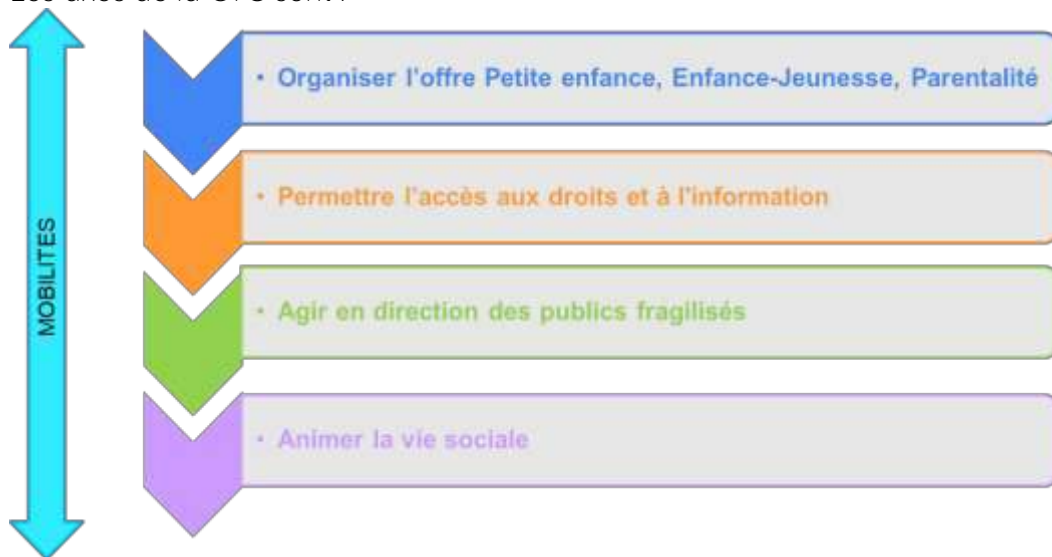 MOBILITES
• Organiser l'offre Petite enfance, Enfance-Jeunesse, Parentalité
• Permettre l'accès aux droits et à l'information
• Agir en direction des publics fragilisés
• Animer la vie sociale